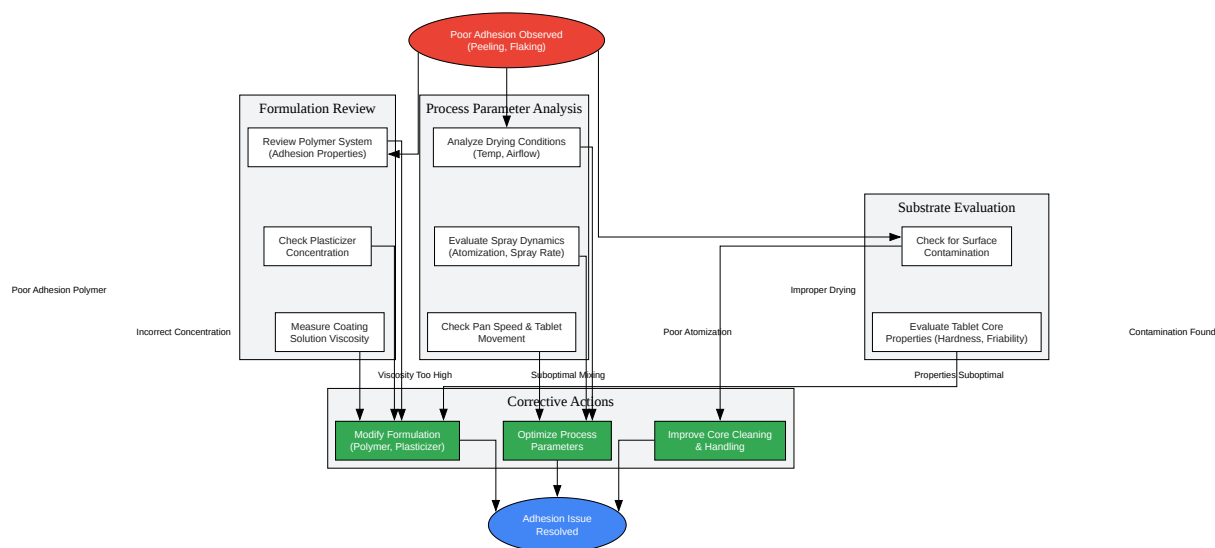 Poor Adhesion Observed
(Peeling, Flaking)
Formulation Review
Process Parameter Analysis
Review Polymer System
(Adhesion Properties)
Analyze Drying Conditions
(Temp, Airflow)
Substrate Evaluation
Check Plasticizer
Concentration
Evaluate Spray Dynamics
(Atomization, Spray Rate)
Check for Surface
Contamination
Poor Adhesion Polymer
Improper Drying
Incorrect Concentration
Measure Coating
Solution Viscosity
Check Pan Speed & Tablet
Movement
Poor Atomization
Evaluate Tablet Core
Properties (Hardness, Friability)
Contamination Found
Viscosity Too High
Suboptimal Mixing
Properties Suboptimal
Corrective Actions
Modify Formulation
(Polymer, Plasticizer)
Optimize Process
Parameters
Improve Core Cleaning
& Handling
Adhesion Issue
Resolved